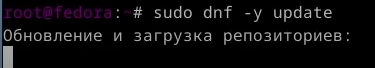 root@fedora:~# sudo dnf -y update
Обновление и загрузка репозиториев: